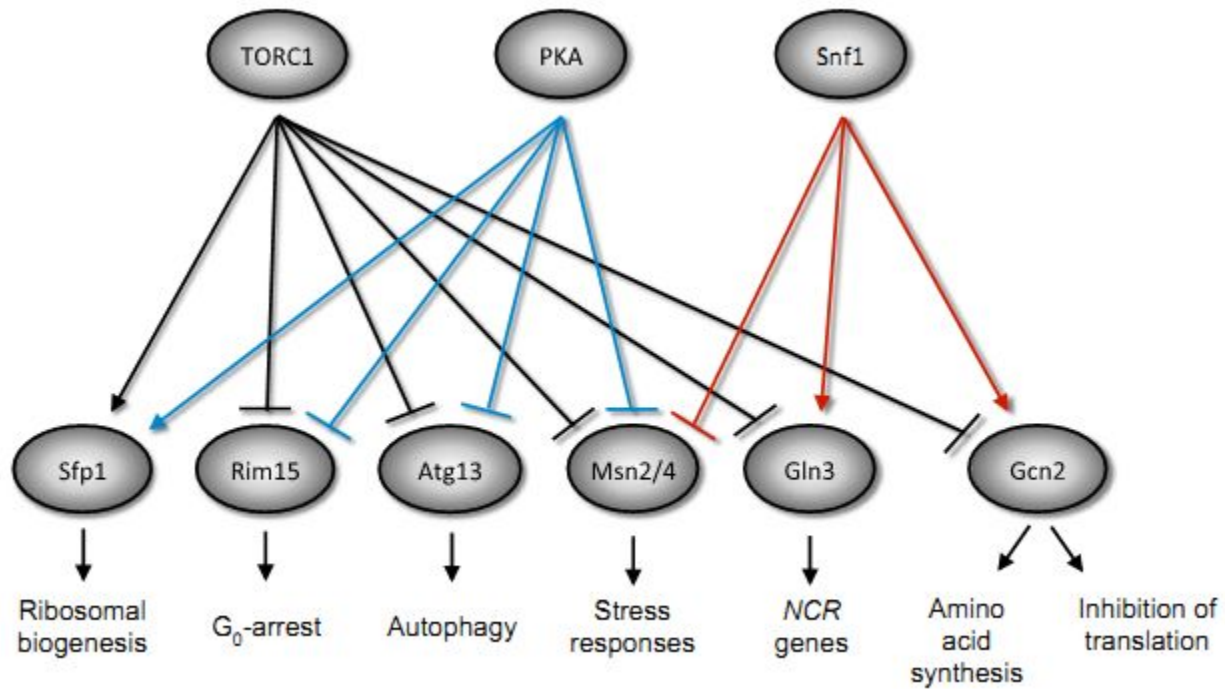 TORC1
PKA
Snf1
Sfp1
Rim15
Atg13
Msn2/4
Gln3
Gcn2
Ribosomal
biogenesis
G₀-arrest
Autophagy
Stress
responses
NCR
genes
Amino
acid
synthesis
Inhibition of
translation